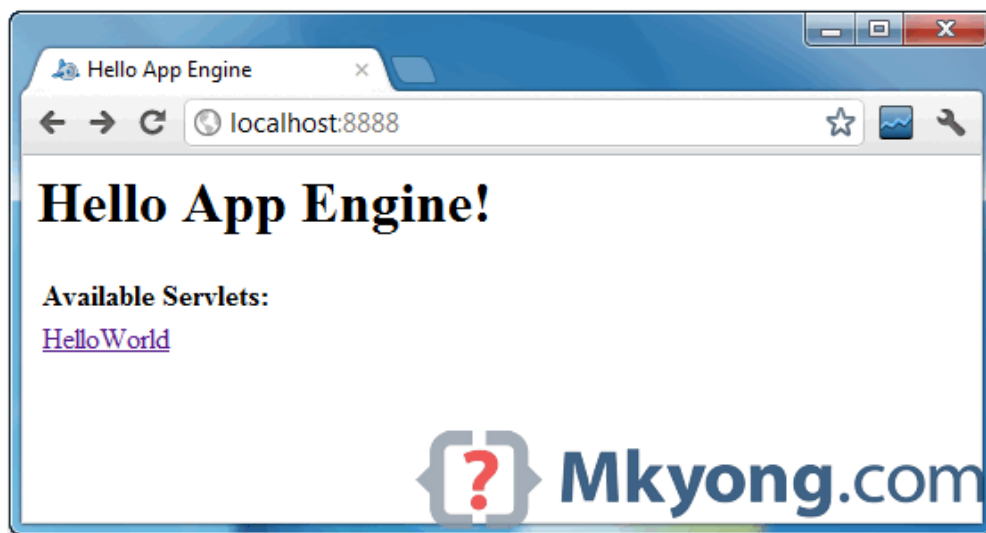 Hello App Engine
localhost:8888
Hello App Engine!
Available Servlets:
HelloWorld
Mkyong.com